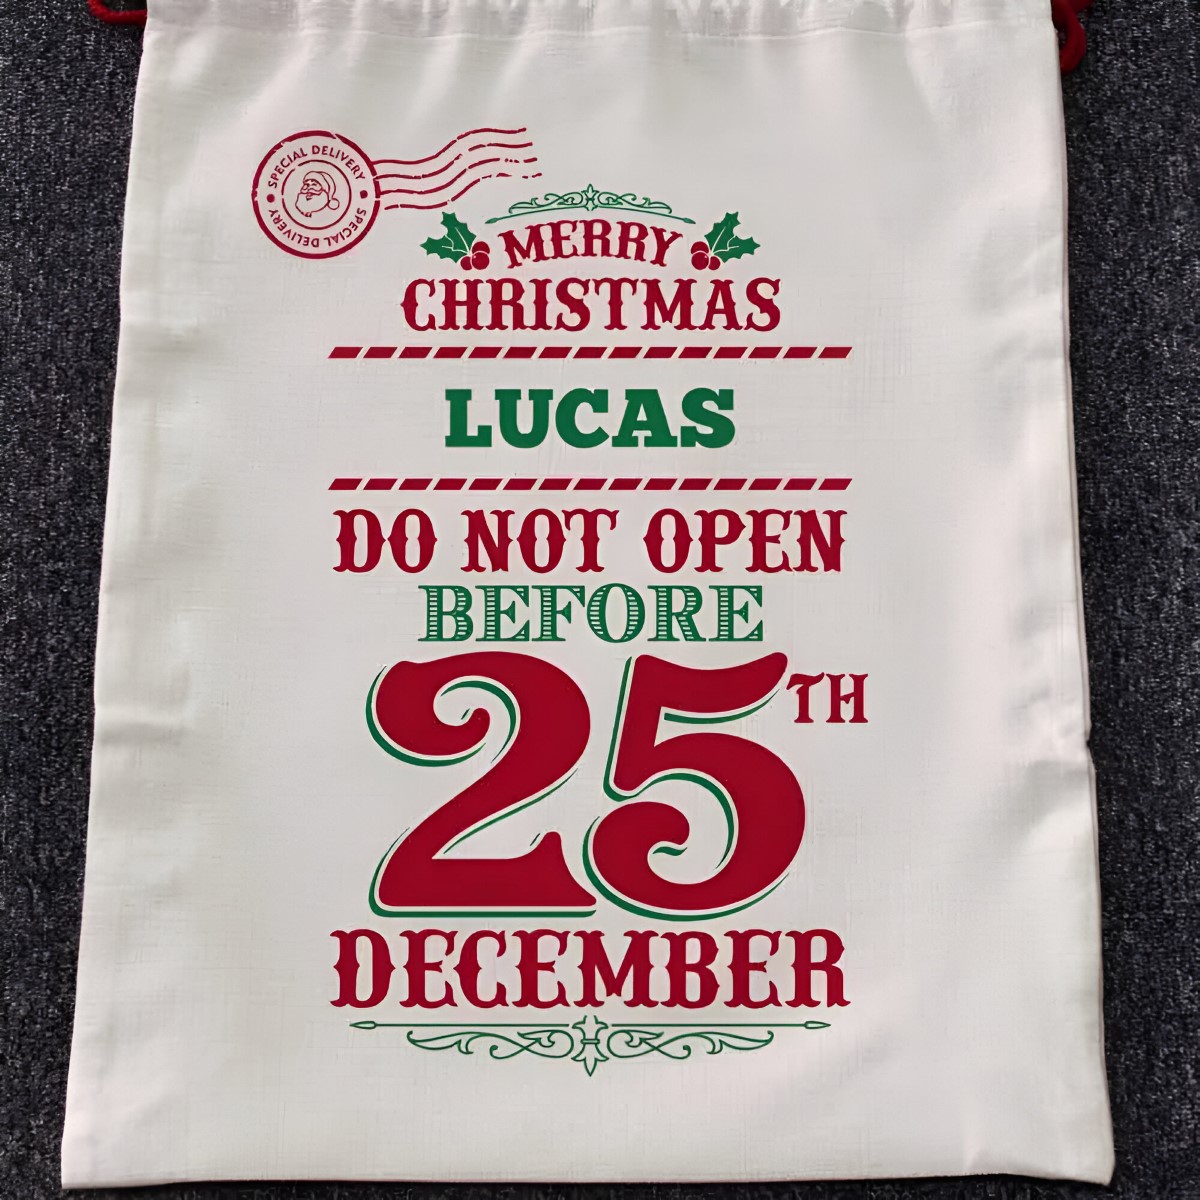 SPECIAL DELIVERY • SPECIAL DELIVERY •
MERRY
CHRISTMAS
LUCAS
DO NOT OPEN
BEFORE
25TH
DECEMBER